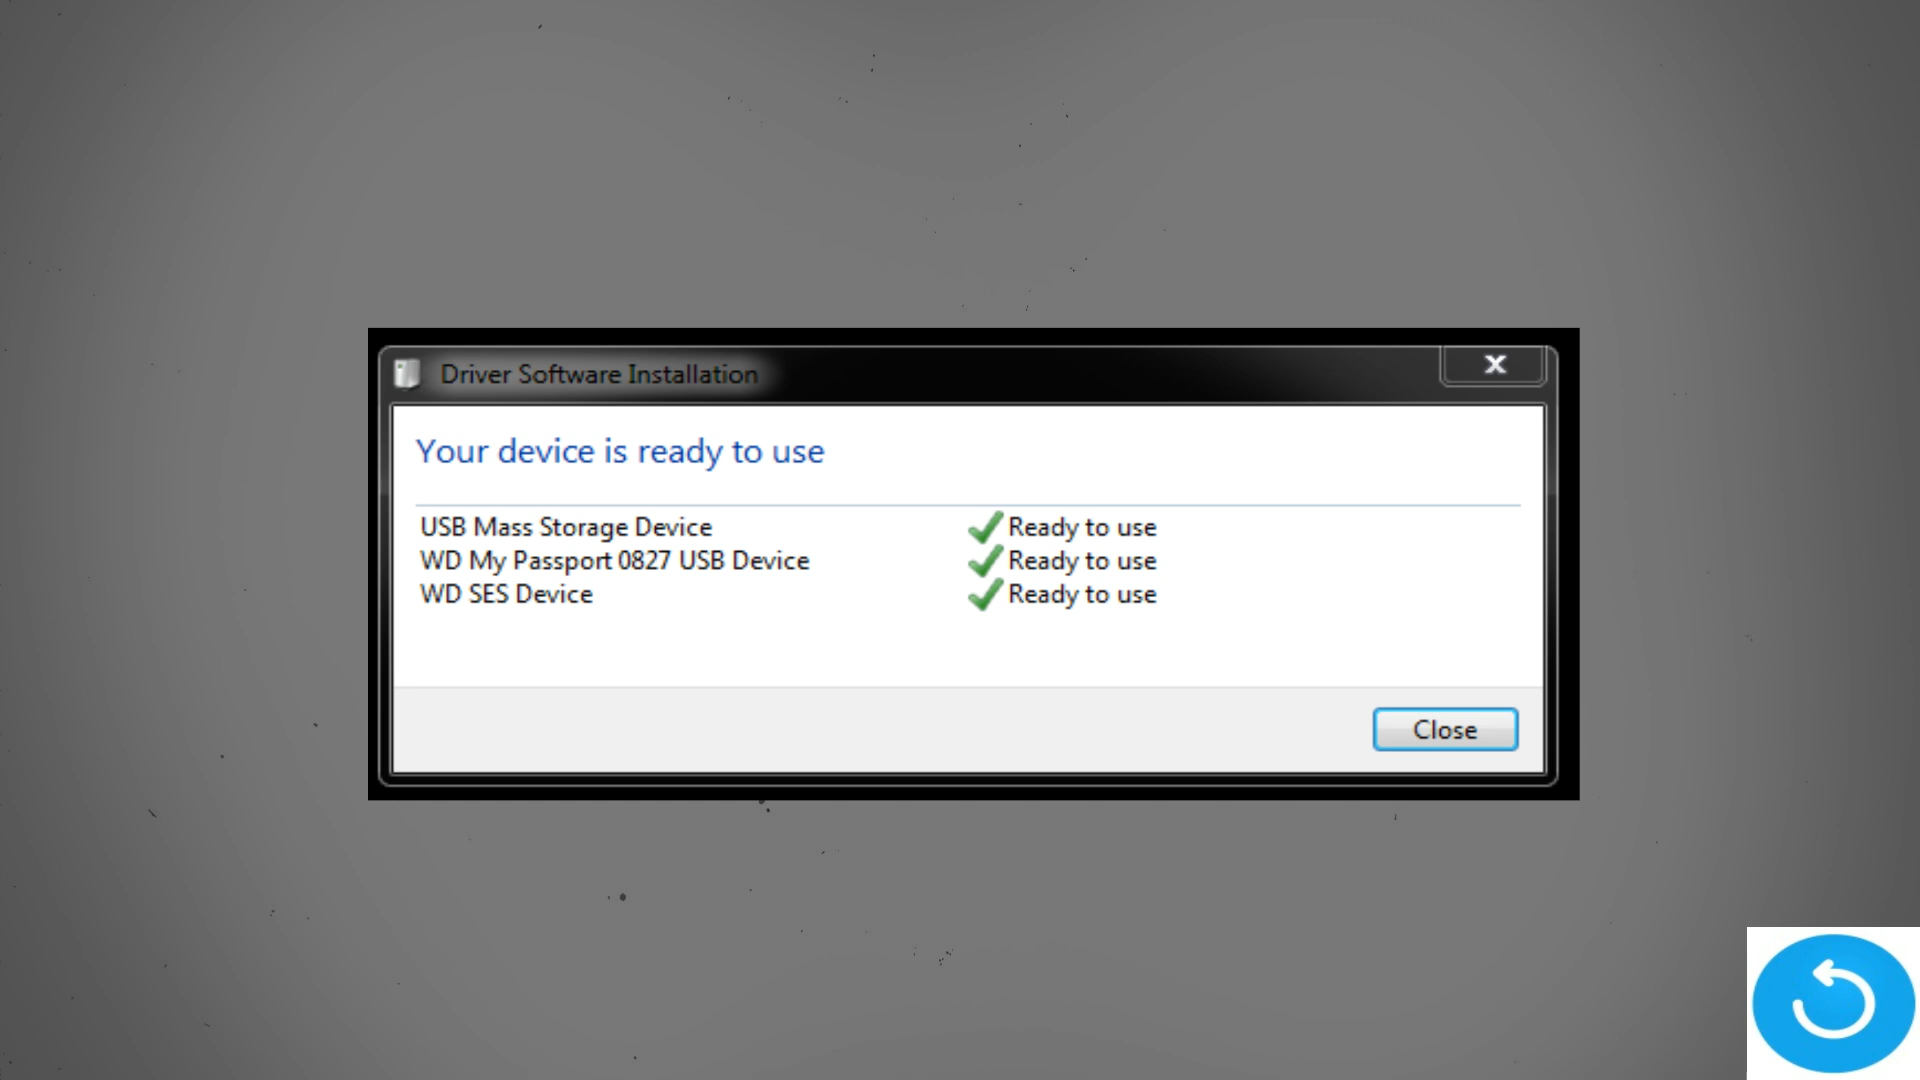 Driver Software Installation
Your device is ready to use
USB Mass Storage Device Ready to use
WD My Passport 0827 USB Device Ready to use
WD SES Device Ready to use
Close